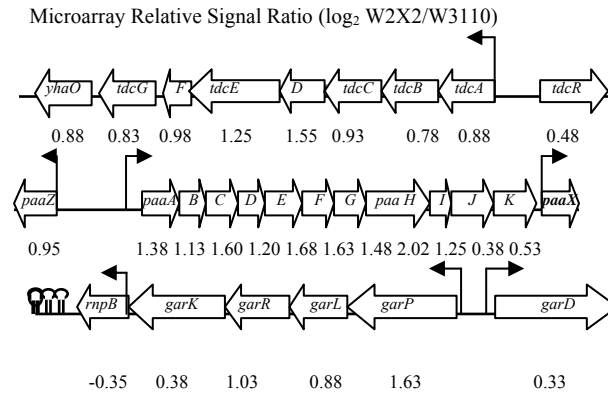 Microarray Relative Signal Ratio (log₂ W2X2/W3110)
yhaO tdcG F tdcE D tdcC tdcB tdcA tdcR
0.88 0.83 0.98 1.25 1.55 0.93 0.78 0.88 0.48
paaZ paaA B C D E F G paa H I J K paaX
0.95 1.38 1.13 1.60 1.20 1.68 1.63 1.48 2.02 1.25 0.38 0.53
rnpB garK garR garL garP garD
-0.35 0.38 1.03 0.88 1.63 0.33